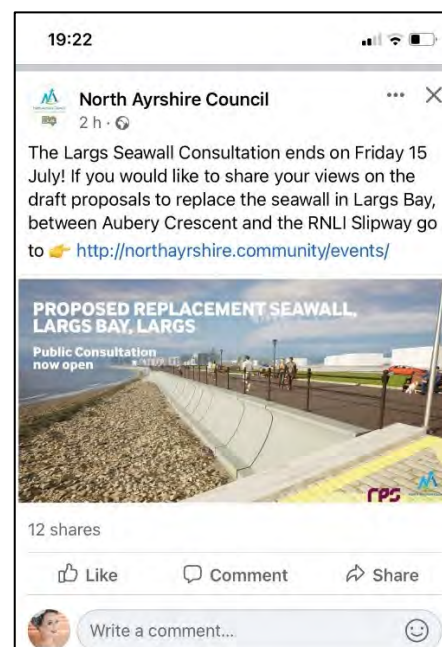 19:22
North Ayrshire Council
2 h ·
The Largs Seawall Consultation ends on Friday 15
July! If you would like to share your views on the
draft proposals to replace the seawall in Largs Bay,
between Aubery Crescent and the RNLI Slipway go
to 👉 http://northayrshire.community/events/
PROPOSED REPLACEMENT SEAWALL,
LARGS BAY, LARGS
Public Consultation
now open
rps
12 shares
Like
Comment
Share
Write a comment...